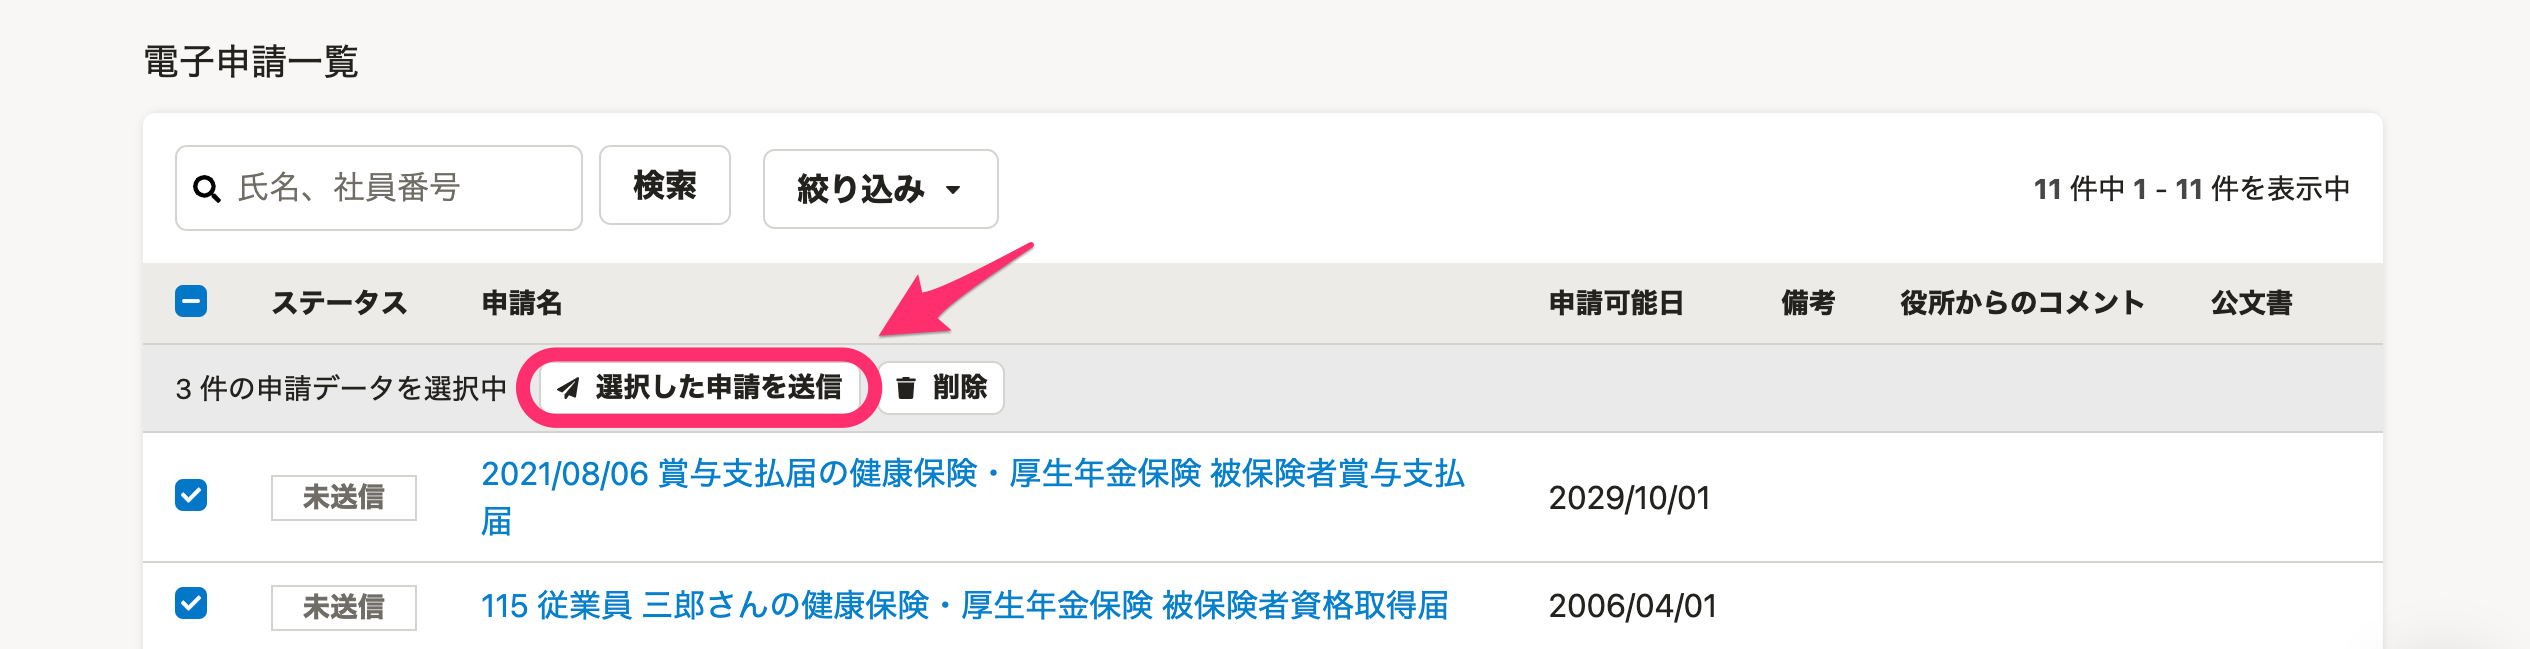 電子申請一覧
氏名、社員番号 検索 絞り込み 11 件中 1 - 11 件を表示中
ステータス 申請名 申請可能日 備考 役所からのコメント 公文書
3 件の申請データを選択中 選択した申請を送信 削除
未送信 2021/08/06 賞与支払届の健康保険・厚生年金保険 被保険者賞与支払
届 2029/10/01
未送信 115 従業員 三郎さんの健康保険・厚生年金保険 被保険者資格取得届 2006/04/01